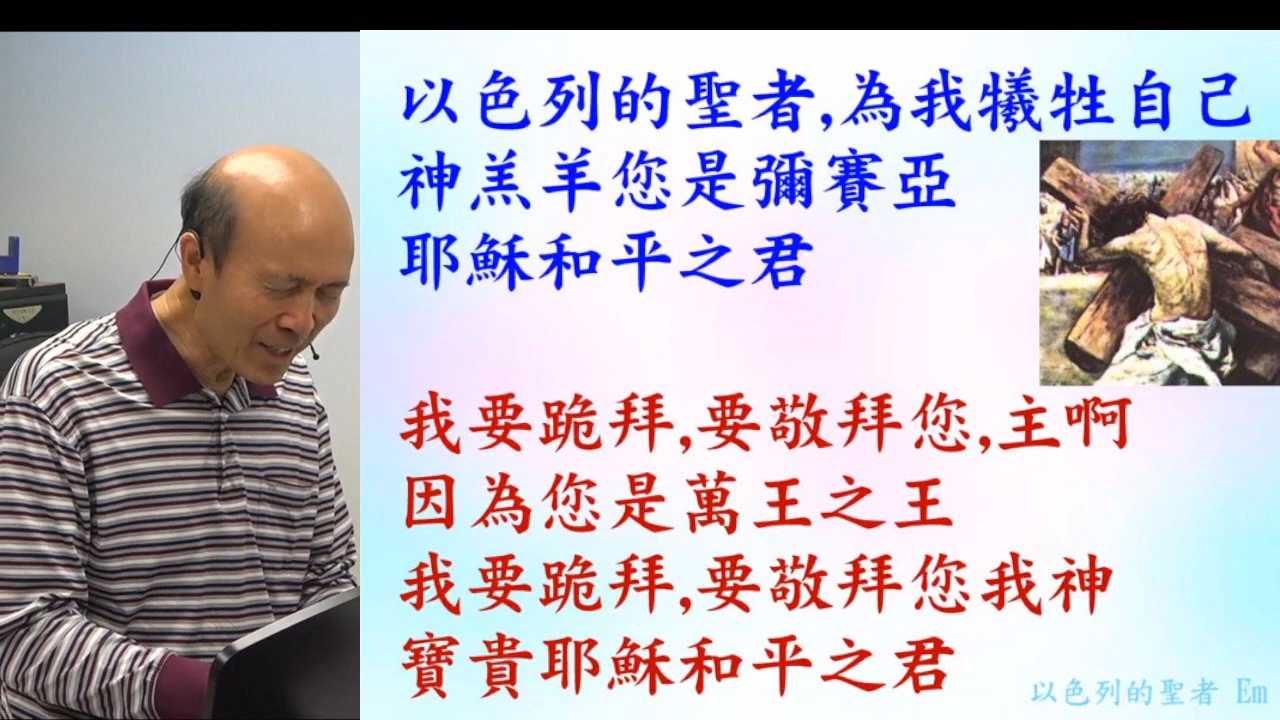 以色列的聖者,為我犧牲自己
神羔羊您是彌賽亞
耶穌和平之君
我要跪拜,要敬拜您,主啊
因為您是萬王之王
我要跪拜,要敬拜您我神
寶貴耶穌和平之君
以色列的聖者 Em